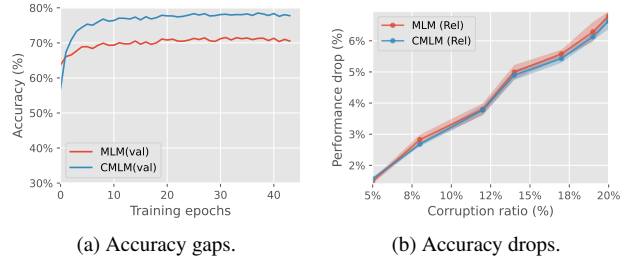 80%
70%
60%
50%
40%
30%
Accuracy (%)
MLM(val)
CMLM(val)
0
10
20
30
40
Training epochs
(a) Accuracy gaps.
6%
5%
4%
3%
2%
Performance drop (%)
MLM (Rel)
CMLM (Rel)
5%
8%
10%
12%
15%
18%
20%
Corruption ratio (%)
(b) Accuracy drops.